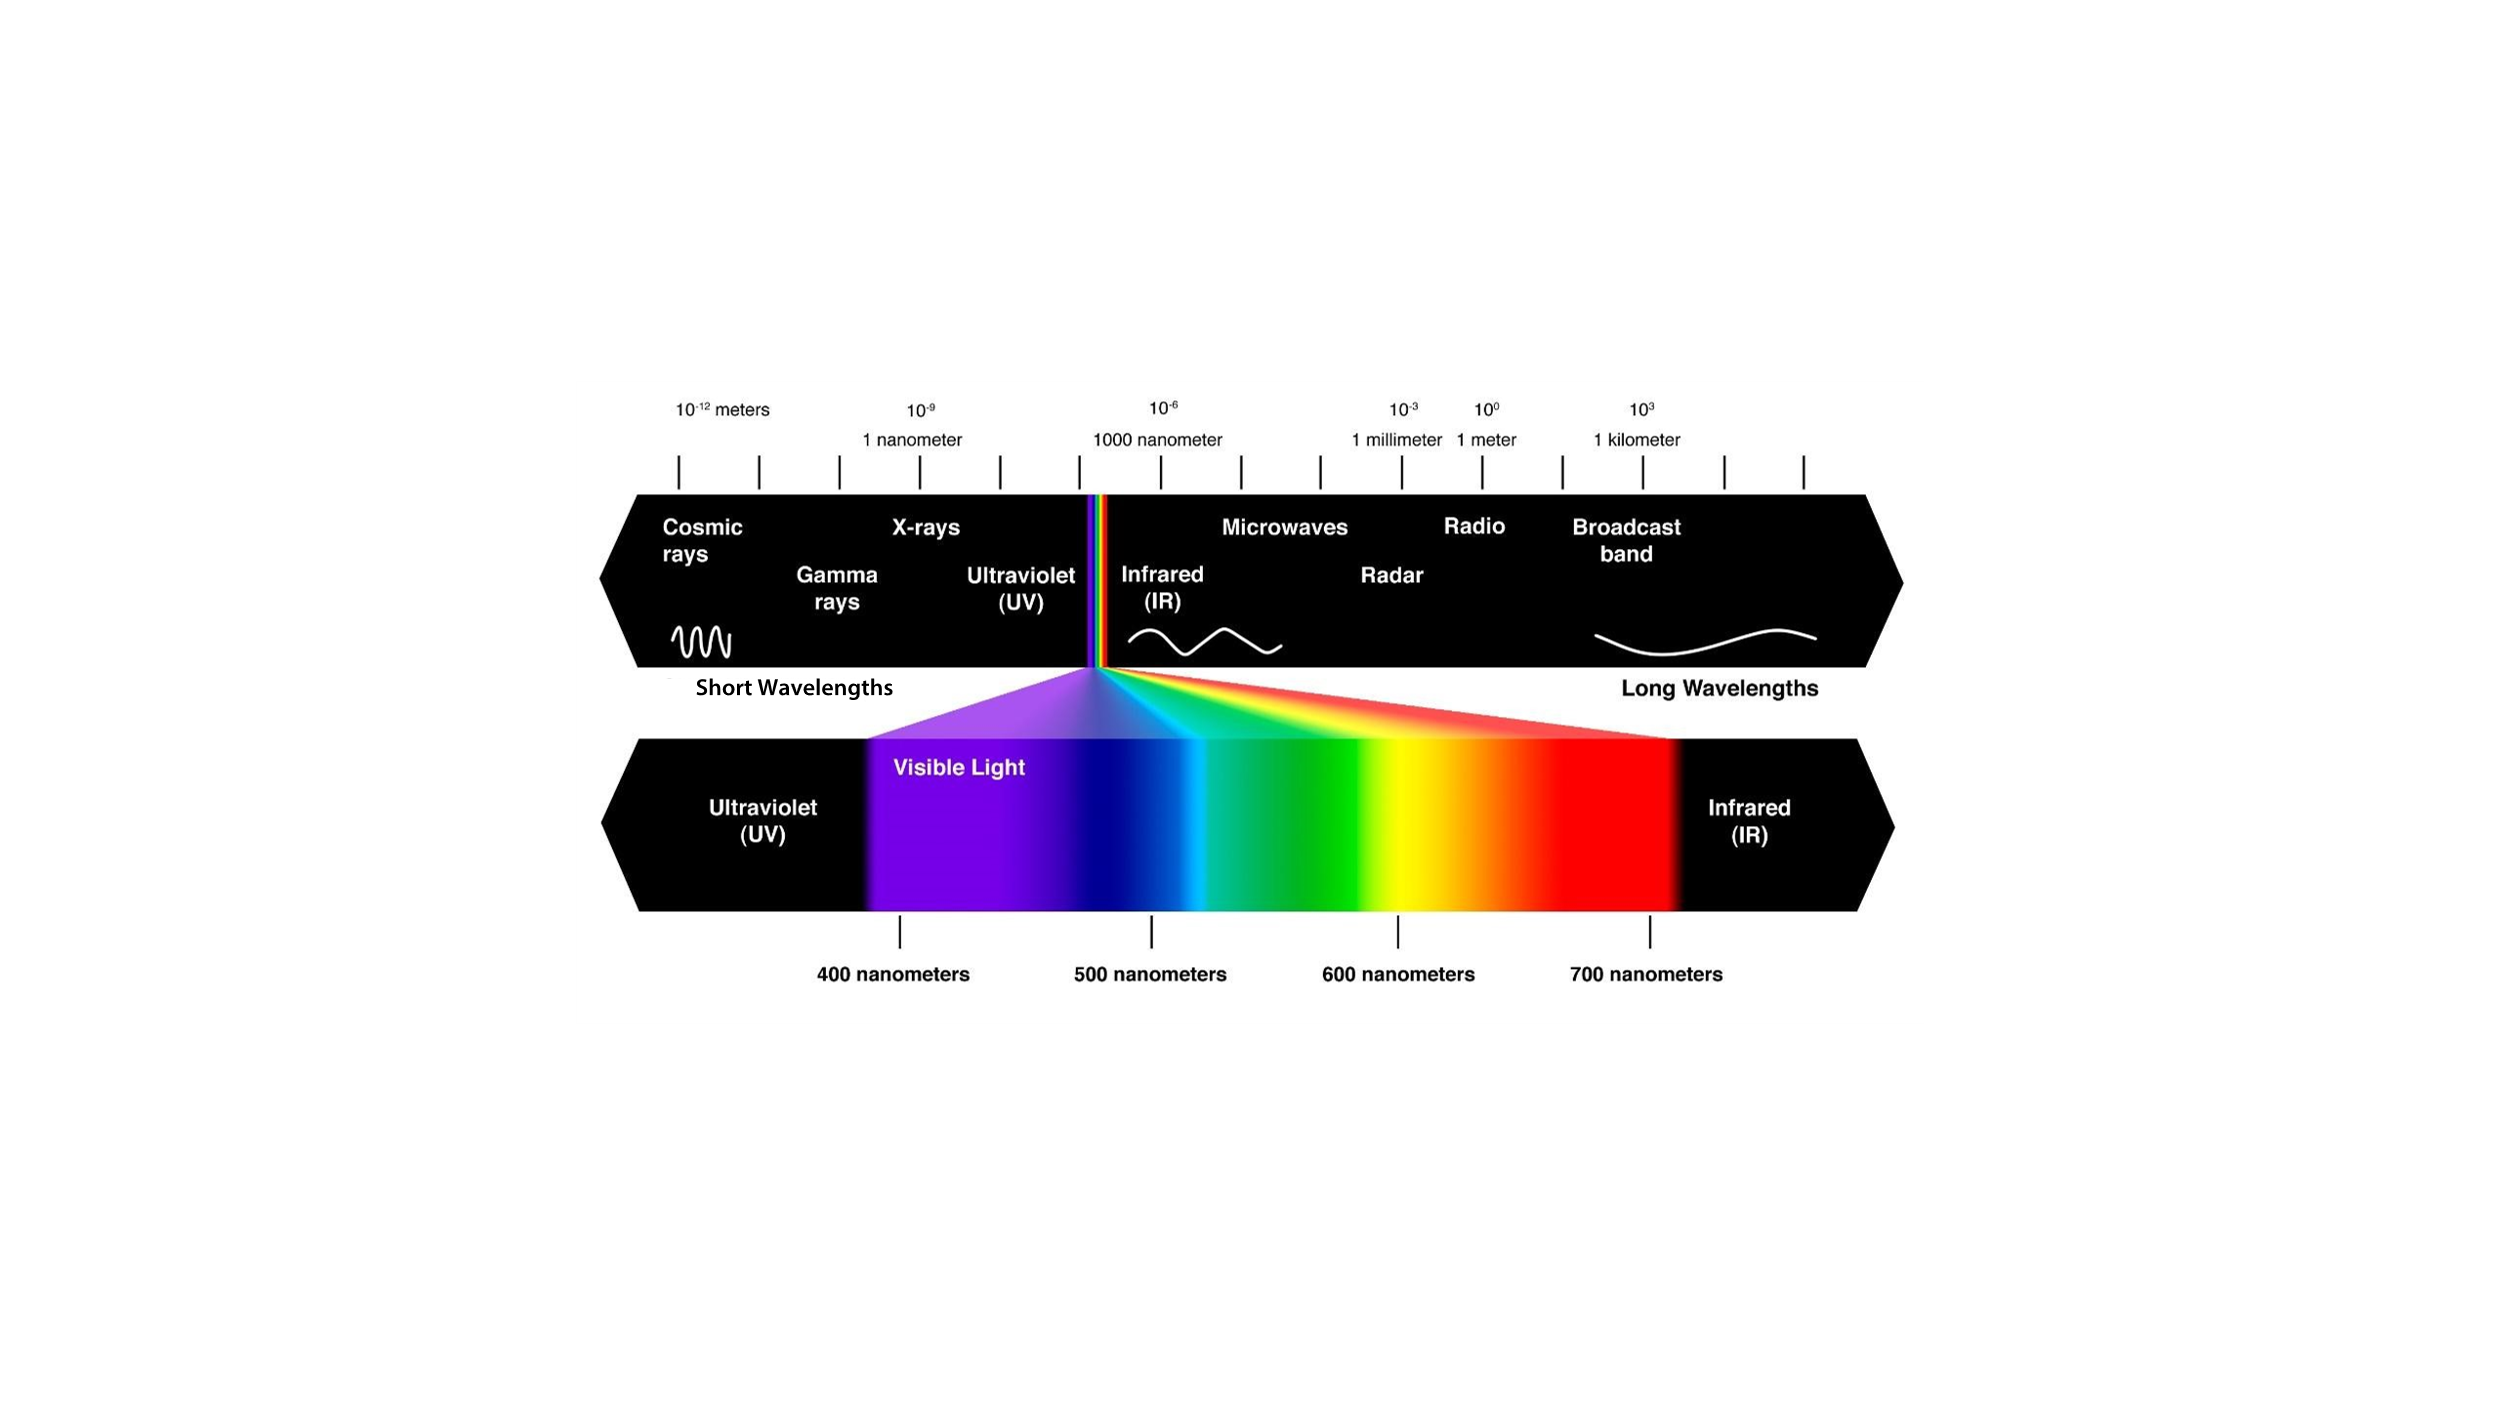 10⁻¹² meters
10⁻⁹
10⁻⁶
10⁻³
10⁰
10³
1 nanometer
1000 nanometer
1 millimeter
1 meter
1 kilometer
Cosmic
rays
Gamma
rays
X-rays
Ultraviolet
(UV)
Infrared
(IR)
Microwaves
Radar
Radio
Broadcast
band
Short Wavelengths
Long Wavelengths
Visible Light
Ultraviolet
(UV)
Infrared
(IR)
400 nanometers
500 nanometers
600 nanometers
700 nanometers